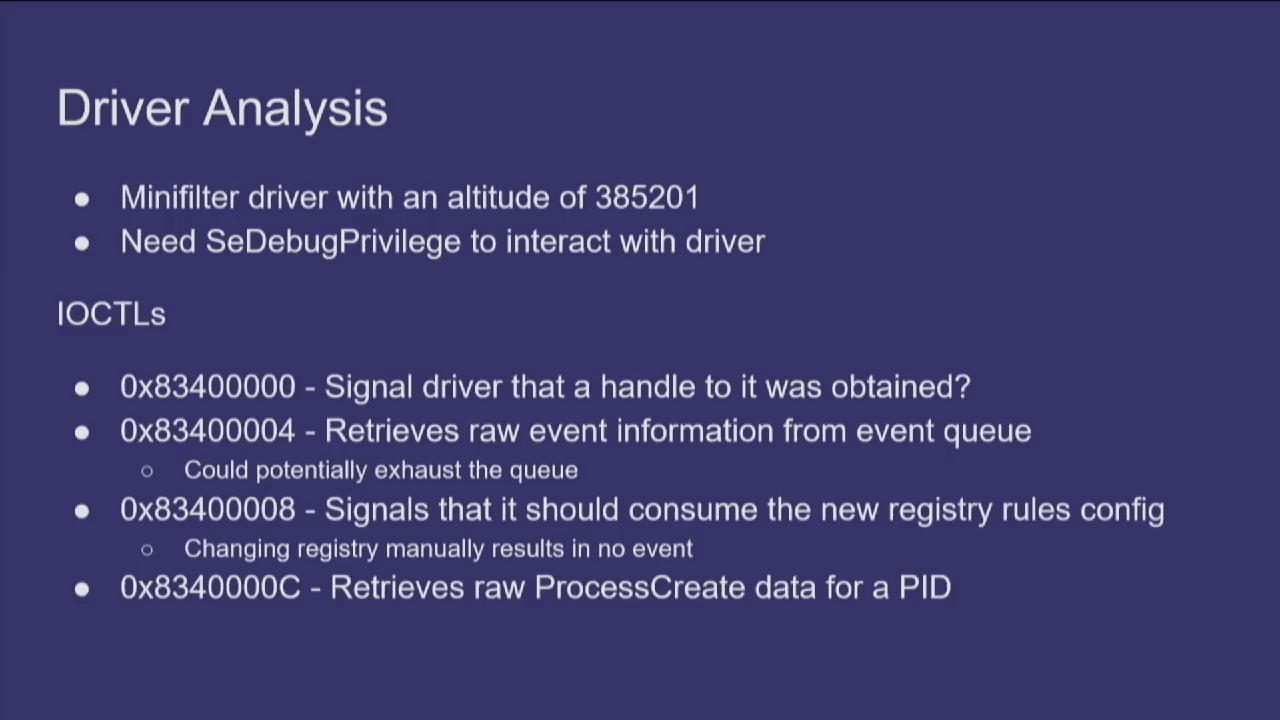 Driver Analysis
● Minifilter driver with an altitude of 385201
● Need SeDebugPrivilege to interact with driver
IOCTLs
● 0x83400000 - Signal driver that a handle to it was obtained?
● 0x83400004 - Retrieves raw event information from event queue
○ Could potentially exhaust the queue
● 0x83400008 - Signals that it should consume the new registry rules config
○ Changing registry manually results in no event
● 0x8340000C - Retrieves raw ProcessCreate data for a PID